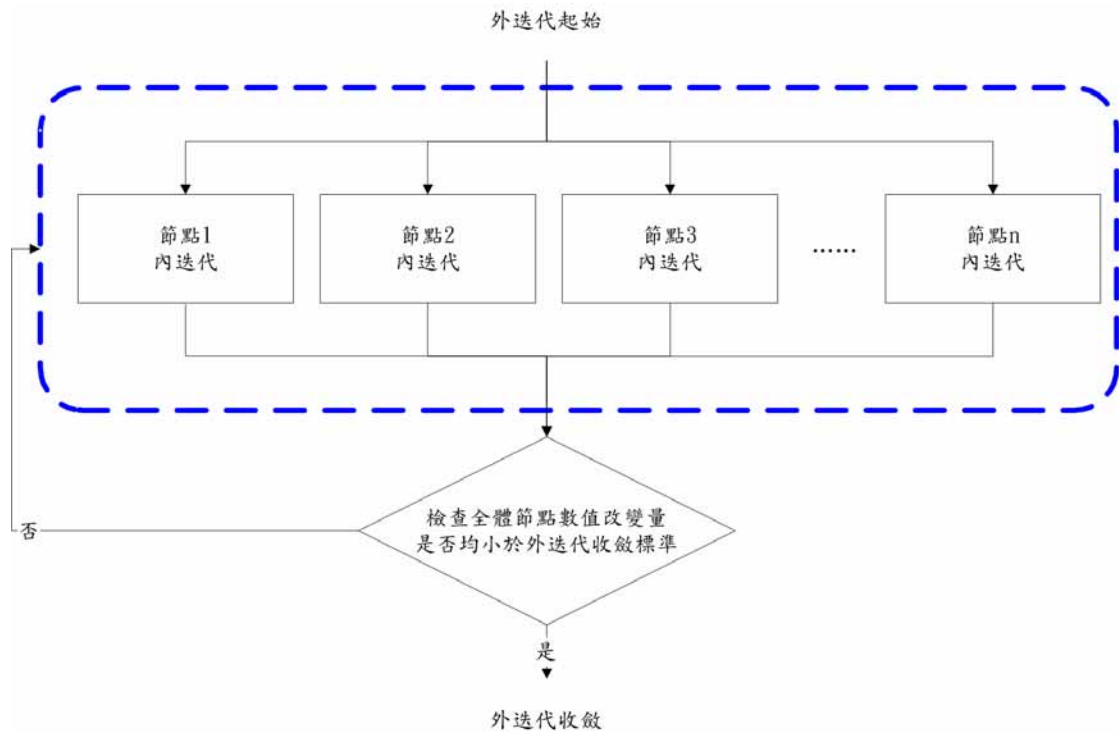 外迭代起始
節點1
內迭代
節點2
內迭代
節點3
內迭代
......
節點n
內迭代
檢查全體節點數值改變量
是否均小於外迭代收斂標準
否
是
外迭代收斂